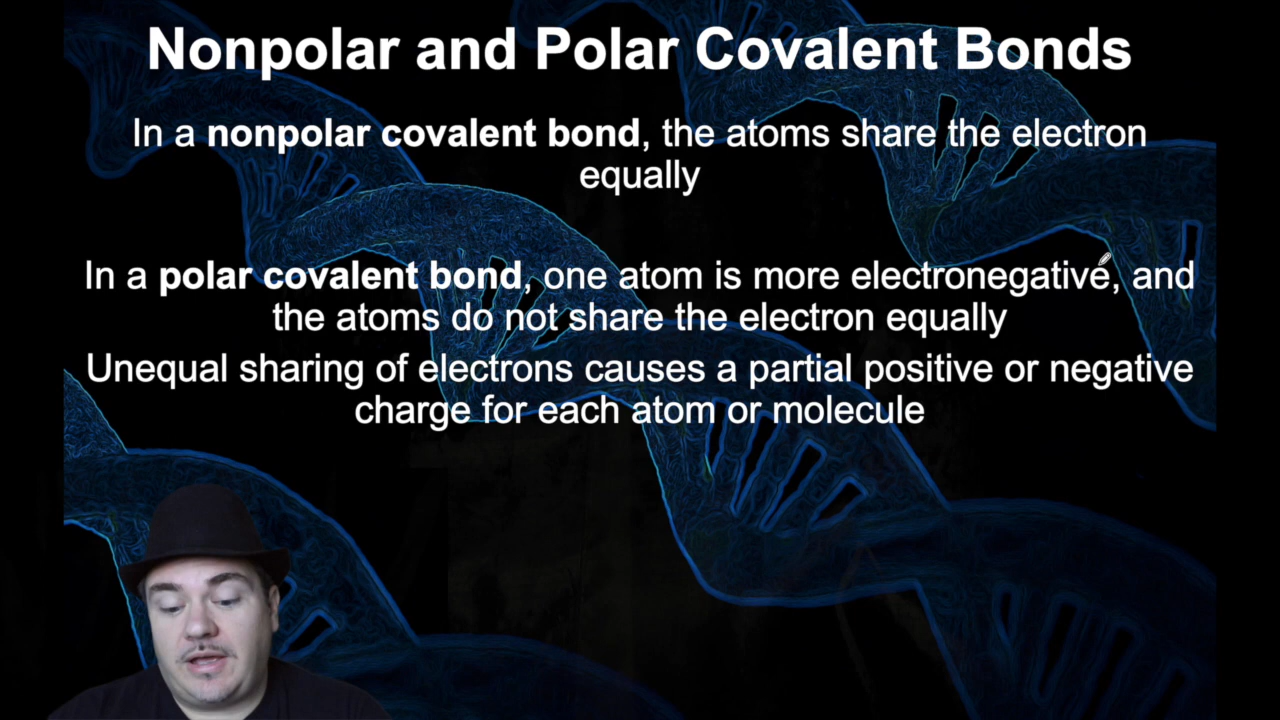 Nonpolar and Polar Covalent Bonds
In a nonpolar covalent bond, the atoms share the electron
equally
In a polar covalent bond, one atom is more electronegative, and
the atoms do not share the electron equally
Unequal sharing of electrons causes a partial positive or negative
charge for each atom or molecule